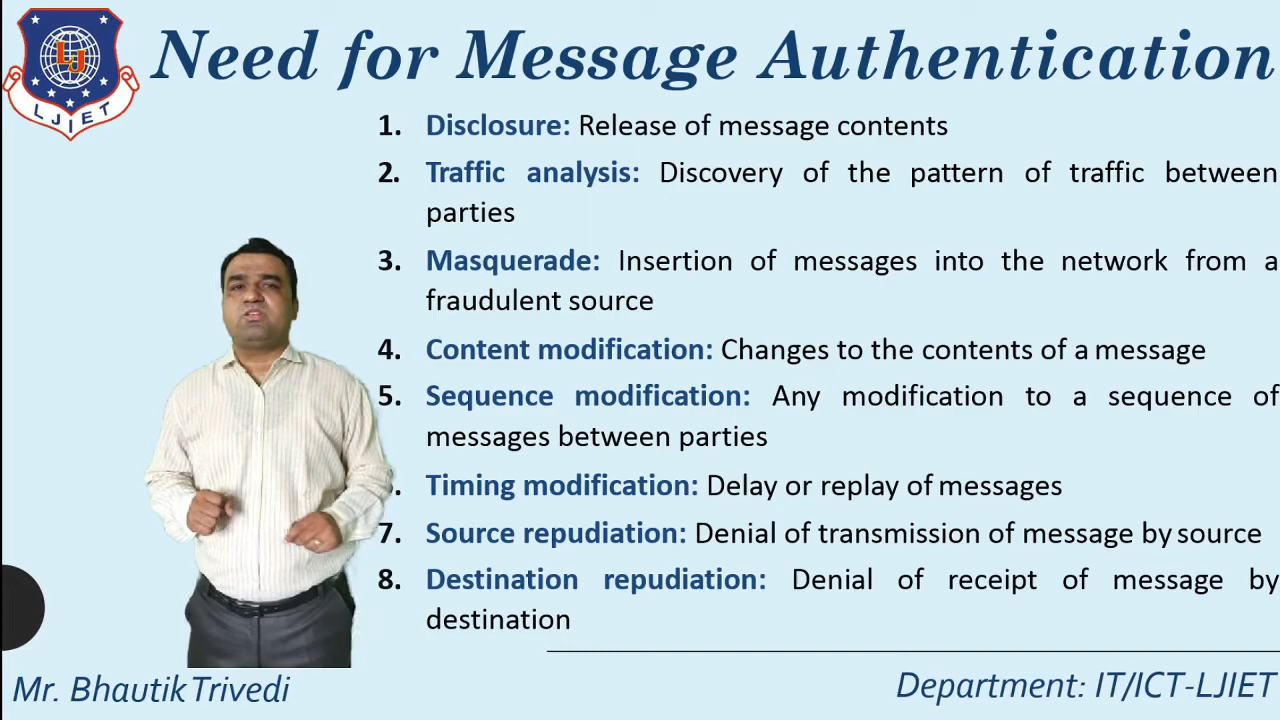 Need for Message Authentication
LJ
LJIET
1. Disclosure: Release of message contents
2. Traffic analysis: Discovery of the pattern of traffic between
parties
3. Masquerade: Insertion of messages into the network from a
fraudulent source
4. Content modification: Changes to the contents of a message
5. Sequence modification: Any modification to a sequence of
messages between parties
Timing modification: Delay or replay of messages
7. Source repudiation: Denial of transmission of message by source
8. Destination repudiation: Denial of receipt of message by
destination
Mr. Bhautik Trivedi
Department: IT/ICT-LJIET